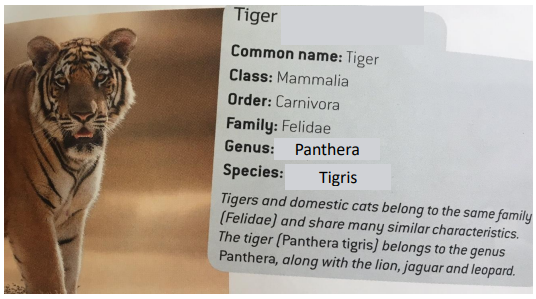 Tiger
Common name: Tiger
Class: Mammalia
Order: Carnivora
Family: Felidae
Genus: Panthera
Species: Tigris
Tigers and domestic cats belong to the same family
(Felidae) and share many similar characteristics.
The tiger (Panthera tigris) belongs to the genus
Panthera, along with the lion, jaguar and leopard.